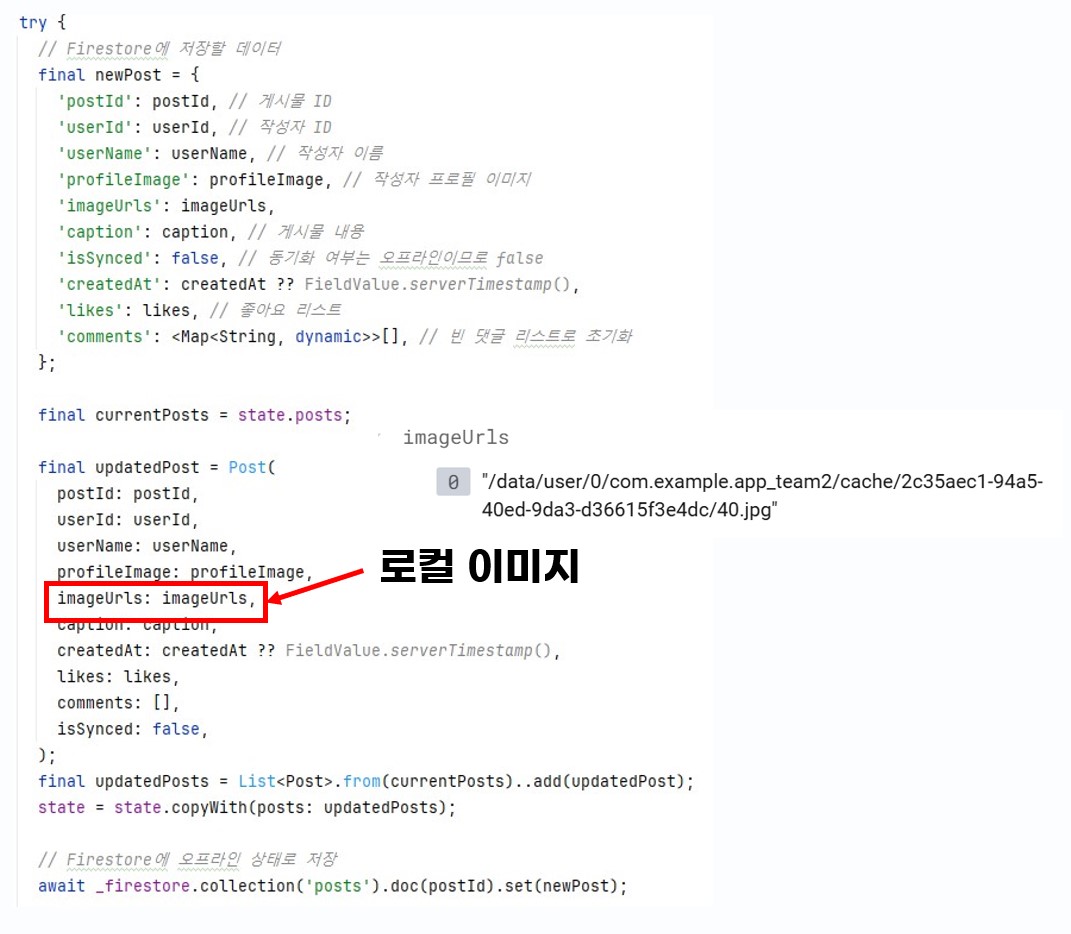 try {
// Firestore에 저장할 데이터
final newPost = {
'postId': postId, // 게시물 ID
'userId': userId, // 작성자 ID
'userName': userName, // 작성자 이름
'profileImage': profileImage, // 작성자 프로필 이미지
'imageUrls': imageUrls,
'caption': caption, // 게시물 내용
'isSynced': false, // 동기화 여부는 오프라인이므로 false
'createdAt': createdAt ?? FieldValue.serverTimestamp(),
'likes': likes, // 좋아요 리스트
'comments': <Map<String, dynamic>>[], // 빈 댓글 리스트로 초기화
};
final currentPosts = state.posts;
imageUrls
0 "/data/user/0/com.example.app_team2/cache/2c35aec1-94a5-
40ed-9da3-d36615f3e4dc/40.jpg"
final updatedPost = Post(
postId: postId,
userId: userId,
userName: userName,
profileImage: profileImage,
로컬 이미지
imageUrls: imageUrls,
caption: caption,
createdAt: createdAt ?? FieldValue.serverTimestamp(),
likes: likes,
comments: [],
isSynced: false,
);
final updatedPosts = List<Post>.from(currentPosts)..add(updatedPost);
state = state.copyWith(posts: updatedPosts);
// Firestore에 오프라인 상태로 저장
await _firestore.collection('posts').doc(postId).set(newPost);